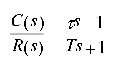 C(s) τs 1
R(s) Ts + 1